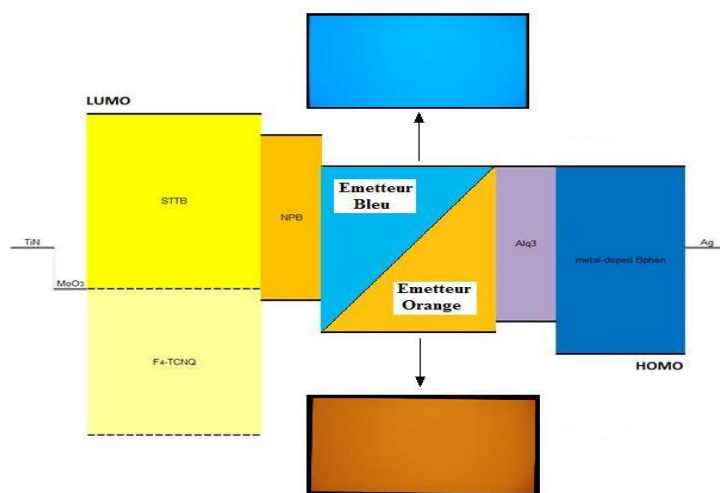 LUMO
STTB
NPB
Emetteur
Bleu
Emetteur
Orange
Alq3
metal-doped Bphen
TiN
MoO3
Ag
F4-TCNQ
HOMO